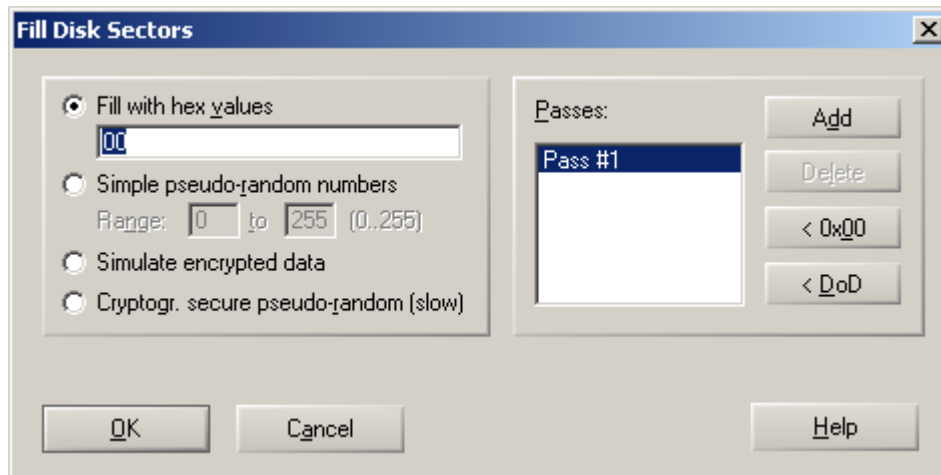 Fill Disk Sectors
Fill with hex values
00
Simple pseudo-random numbers
Range: 0 to 255 (0..255)
Simulate encrypted data
Cryptogr. secure pseudo-random (slow)
Passes:
Pass #1
Add
Delete
< 0x00
< DoD
OK
Cancel
Help